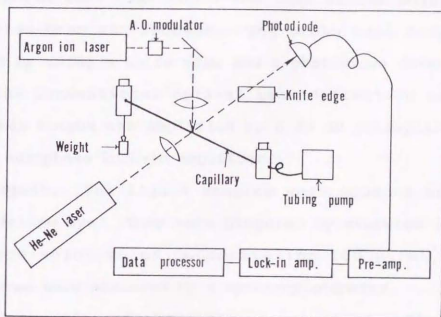 A.O.modulator
Photodiode
Argon ion laser
Knife edge
Weight
Capillary
Tubing pump
He-Ne laser
Data processor
Lock-in amp.
Pre-amp.